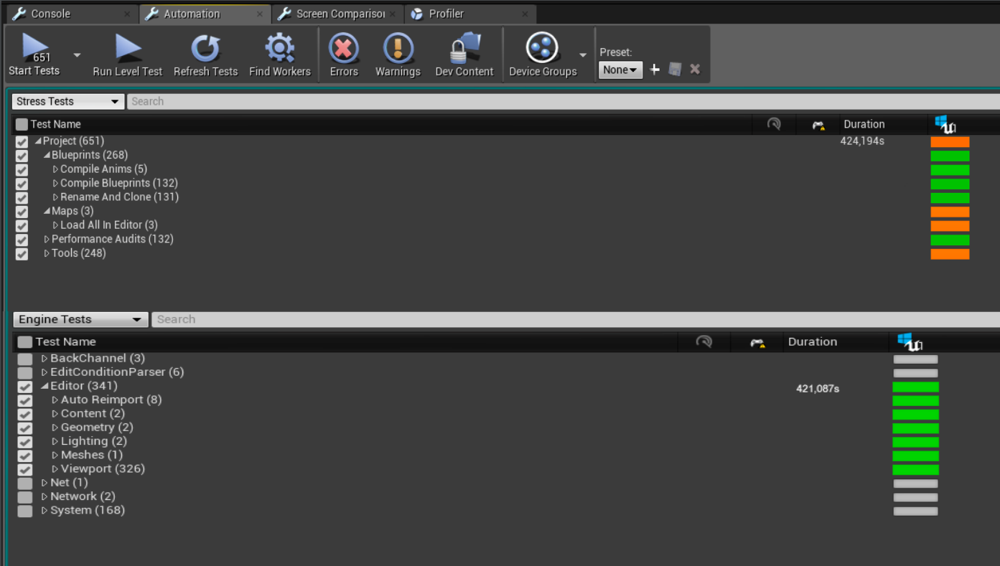 Console
Automation
Screen Comparison
Profiler
651
Start Tests
Run Level Test
Refresh Tests
Find Workers
Errors
Warnings
Dev Content
Device Groups
Preset:
None
Stress Tests
Search
Test Name
Duration
Project (651)
424,194s
Blueprints (268)
Compile Anims (5)
Compile Blueprints (132)
Rename And Clone (131)
Maps (3)
Load All In Editor (3)
Performance Audits (132)
Tools (248)
Engine Tests
Search
Test Name
Duration
BackChannel (3)
EditConditionParser (6)
Editor (341)
421,087s
Auto Reimport (8)
Content (2)
Geometry (2)
Lighting (2)
Meshes (1)
Viewport (326)
Net (1)
Network (2)
System (168)